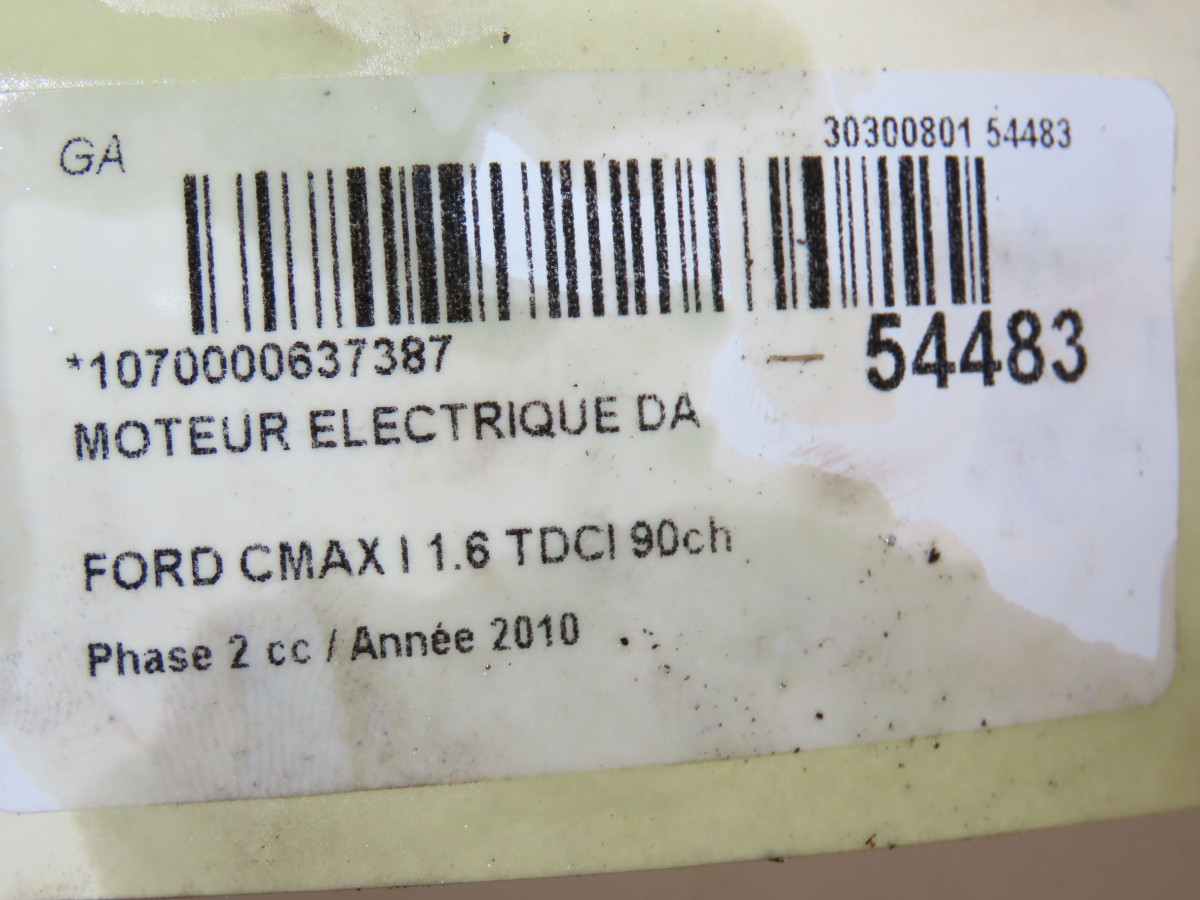 GA
30300801 54483
*1070000637387
54483
MOTEUR ELECTRIQUE DA
FORD CMAX I 1.6 TDCI 90ch
Phase 2 cc / Année 2010